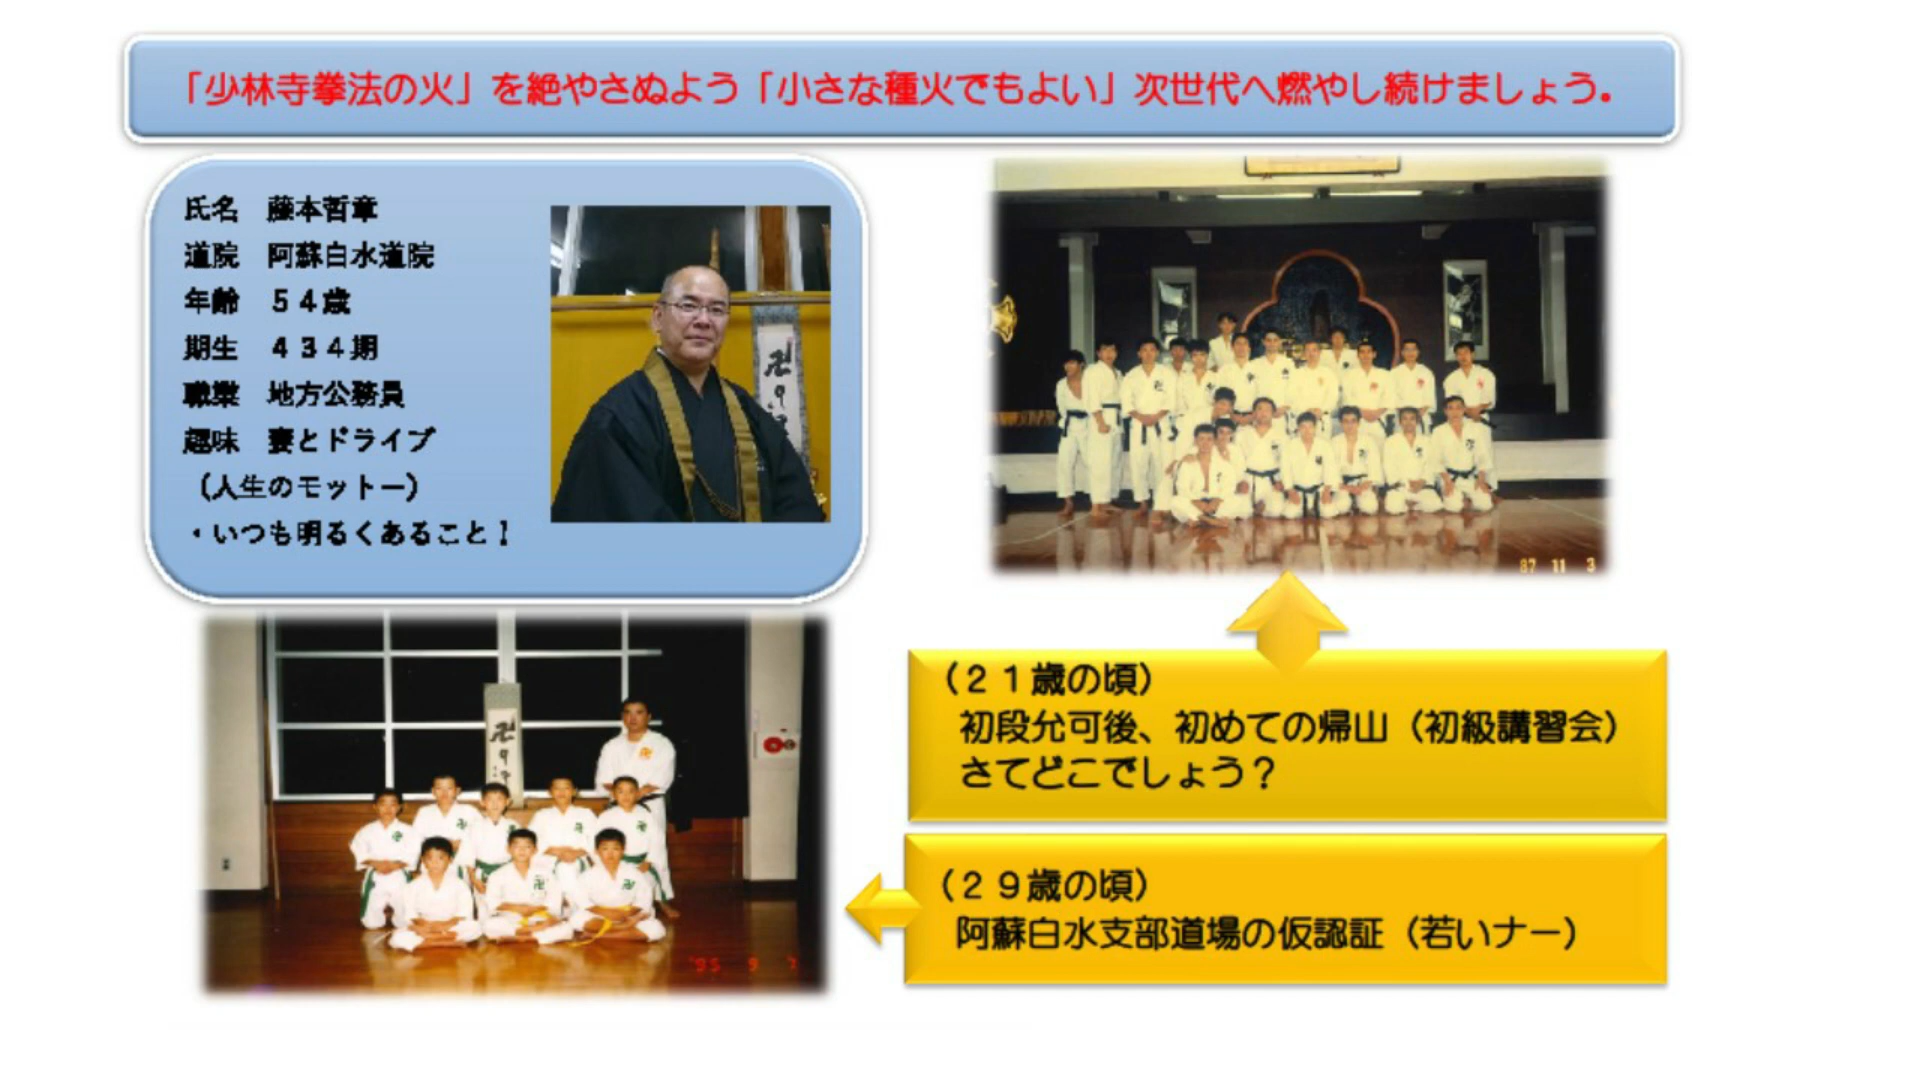 「少林寺拳法の火」を絶やさぬよう「小さな種火でもよい」次世代へ燃やし続けましょう。
氏名　藤本哲章
道院　阿蘇白水道院
年齢　５４歳
期生　４３４期
職業　地方公務員
趣味　妻とドライブ
（人生のモットー）
・いつも明るくあること！
87 11 3
（２１歳の頃）
初段允可後、初めての帰山（初級講習会）
さてどこでしょう？
（２９歳の頃）
阿蘇白水支部道場の仮認証（若いナー）
'95 9 7